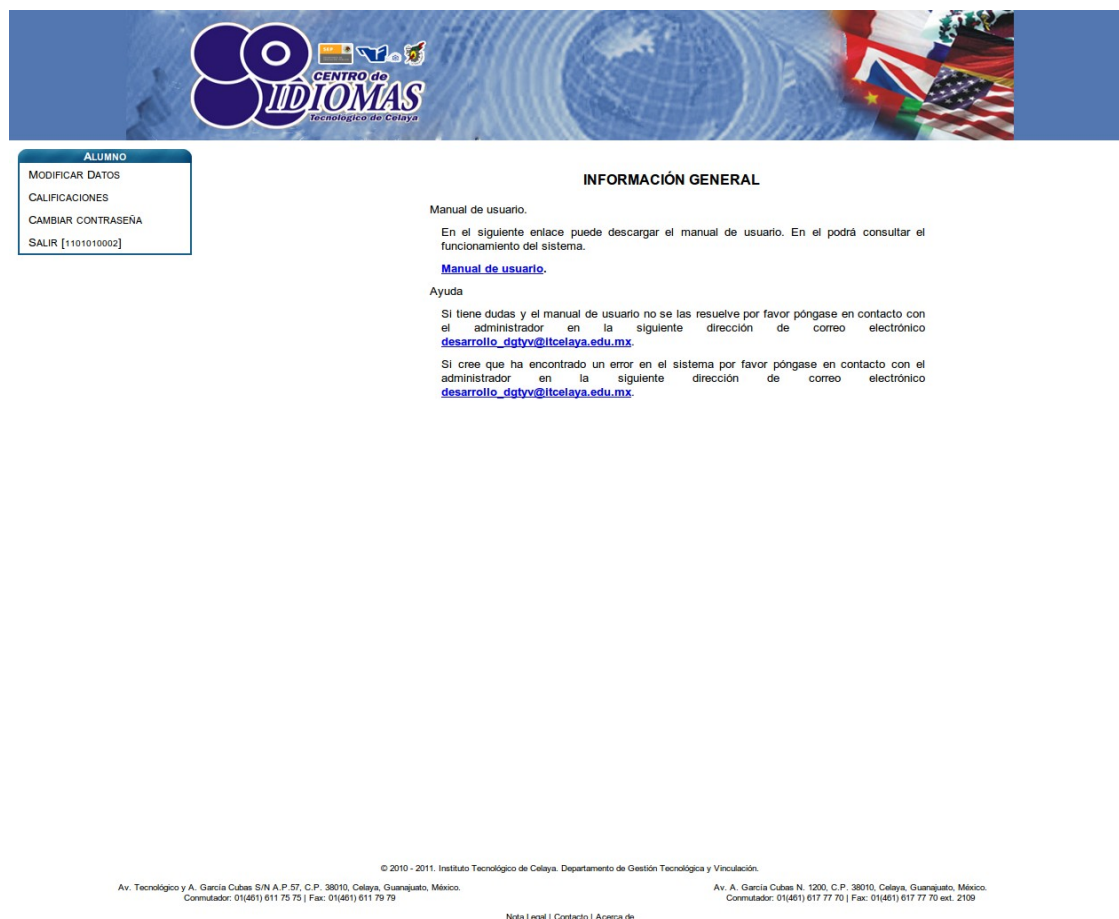 CENTRO de
IDIOMAS
Tecnológico de Celaya
ALUMNO
MODIFICAR DATOS
CALIFICACIONES
CAMBIAR CONTRASEÑA
SALIR [1101010002]
INFORMACIÓN GENERAL
Manual de usuario.
En el siguiente enlace puede descargar el manual de usuario. En el podrá consultar el
funcionamiento del sistema.
Manual de usuario.
Ayuda
Si tiene dudas y el manual de usuario no se las resuelve por favor póngase en contacto con
el administrador en la siguiente dirección de correo electrónico
desarrollo_dgtyv@itcelaya.edu.mx.
Si cree que ha encontrado un error en el sistema por favor póngase en contacto con el
administrador en la siguiente dirección de correo electrónico
desarrollo_dgtyv@itcelaya.edu.mx.
© 2010 - 2011. Instituto Tecnológico de Celaya. Departamento de Gestión Tecnológica y Vinculación.
Av. Tecnológico y A. García Cubas S/N A.P.57, C.P. 38010, Celaya, Guanajuato, México.
Conmutador: 01(461) 611 75 75 | Fax: 01(461) 611 79 79
Av. A. García Cubas N. 1200, C.P. 38010, Celaya, Guanajuato, México.
Conmutador: 01(461) 617 77 70 | Fax: 01(461) 617 77 70 ext. 2109
Nota Legal | Contacto | Acerca de